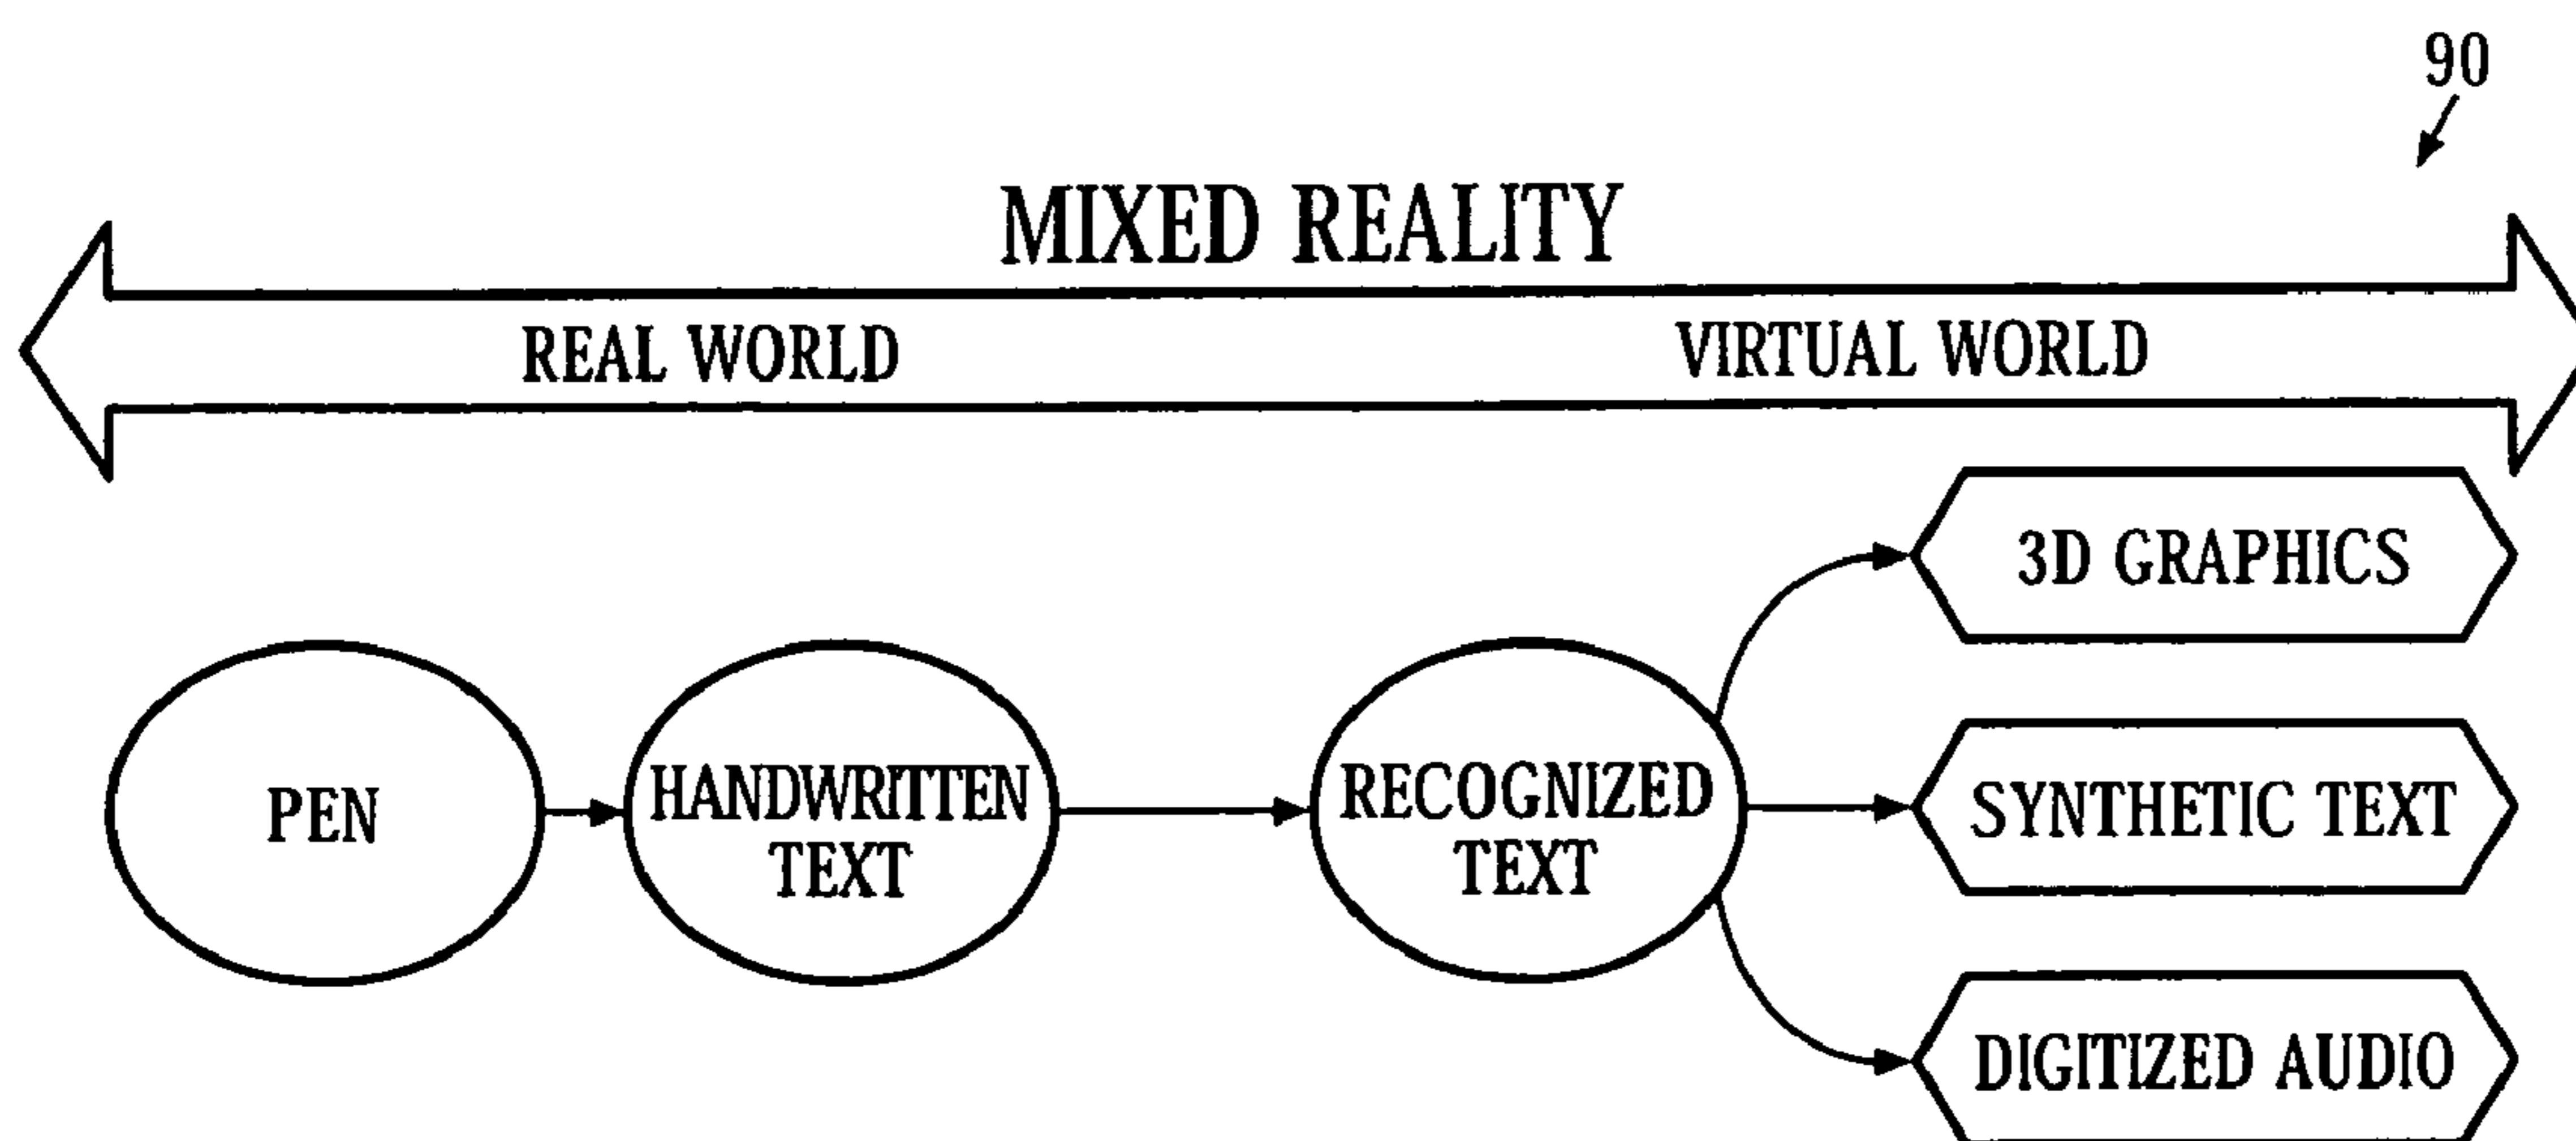 90
MIXED REALITY
REAL WORLD
VIRTUAL WORLD
3D GRAPHICS
PEN
HANDWRITTEN
TEXT
RECOGNIZED
TEXT
SYNTHETIC TEXT
DIGITIZED AUDIO